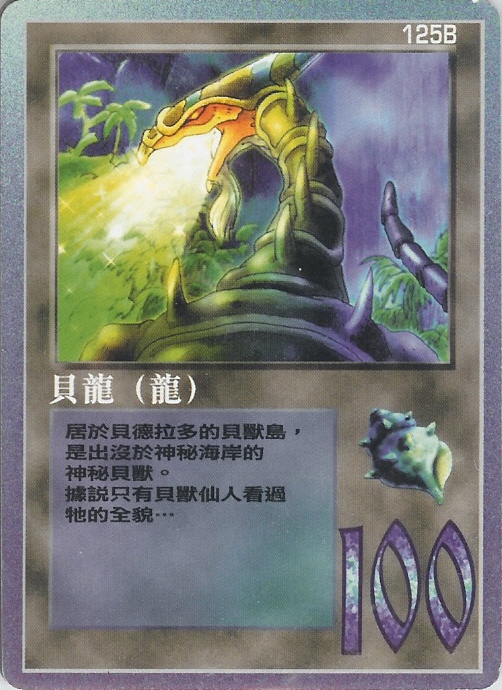 125B
貝龍（龍）
居於貝德拉多的貝獸島，
是出沒於神秘海岸的
神秘貝獸。
據說只有貝獸仙人看過
牠的全貌…
100